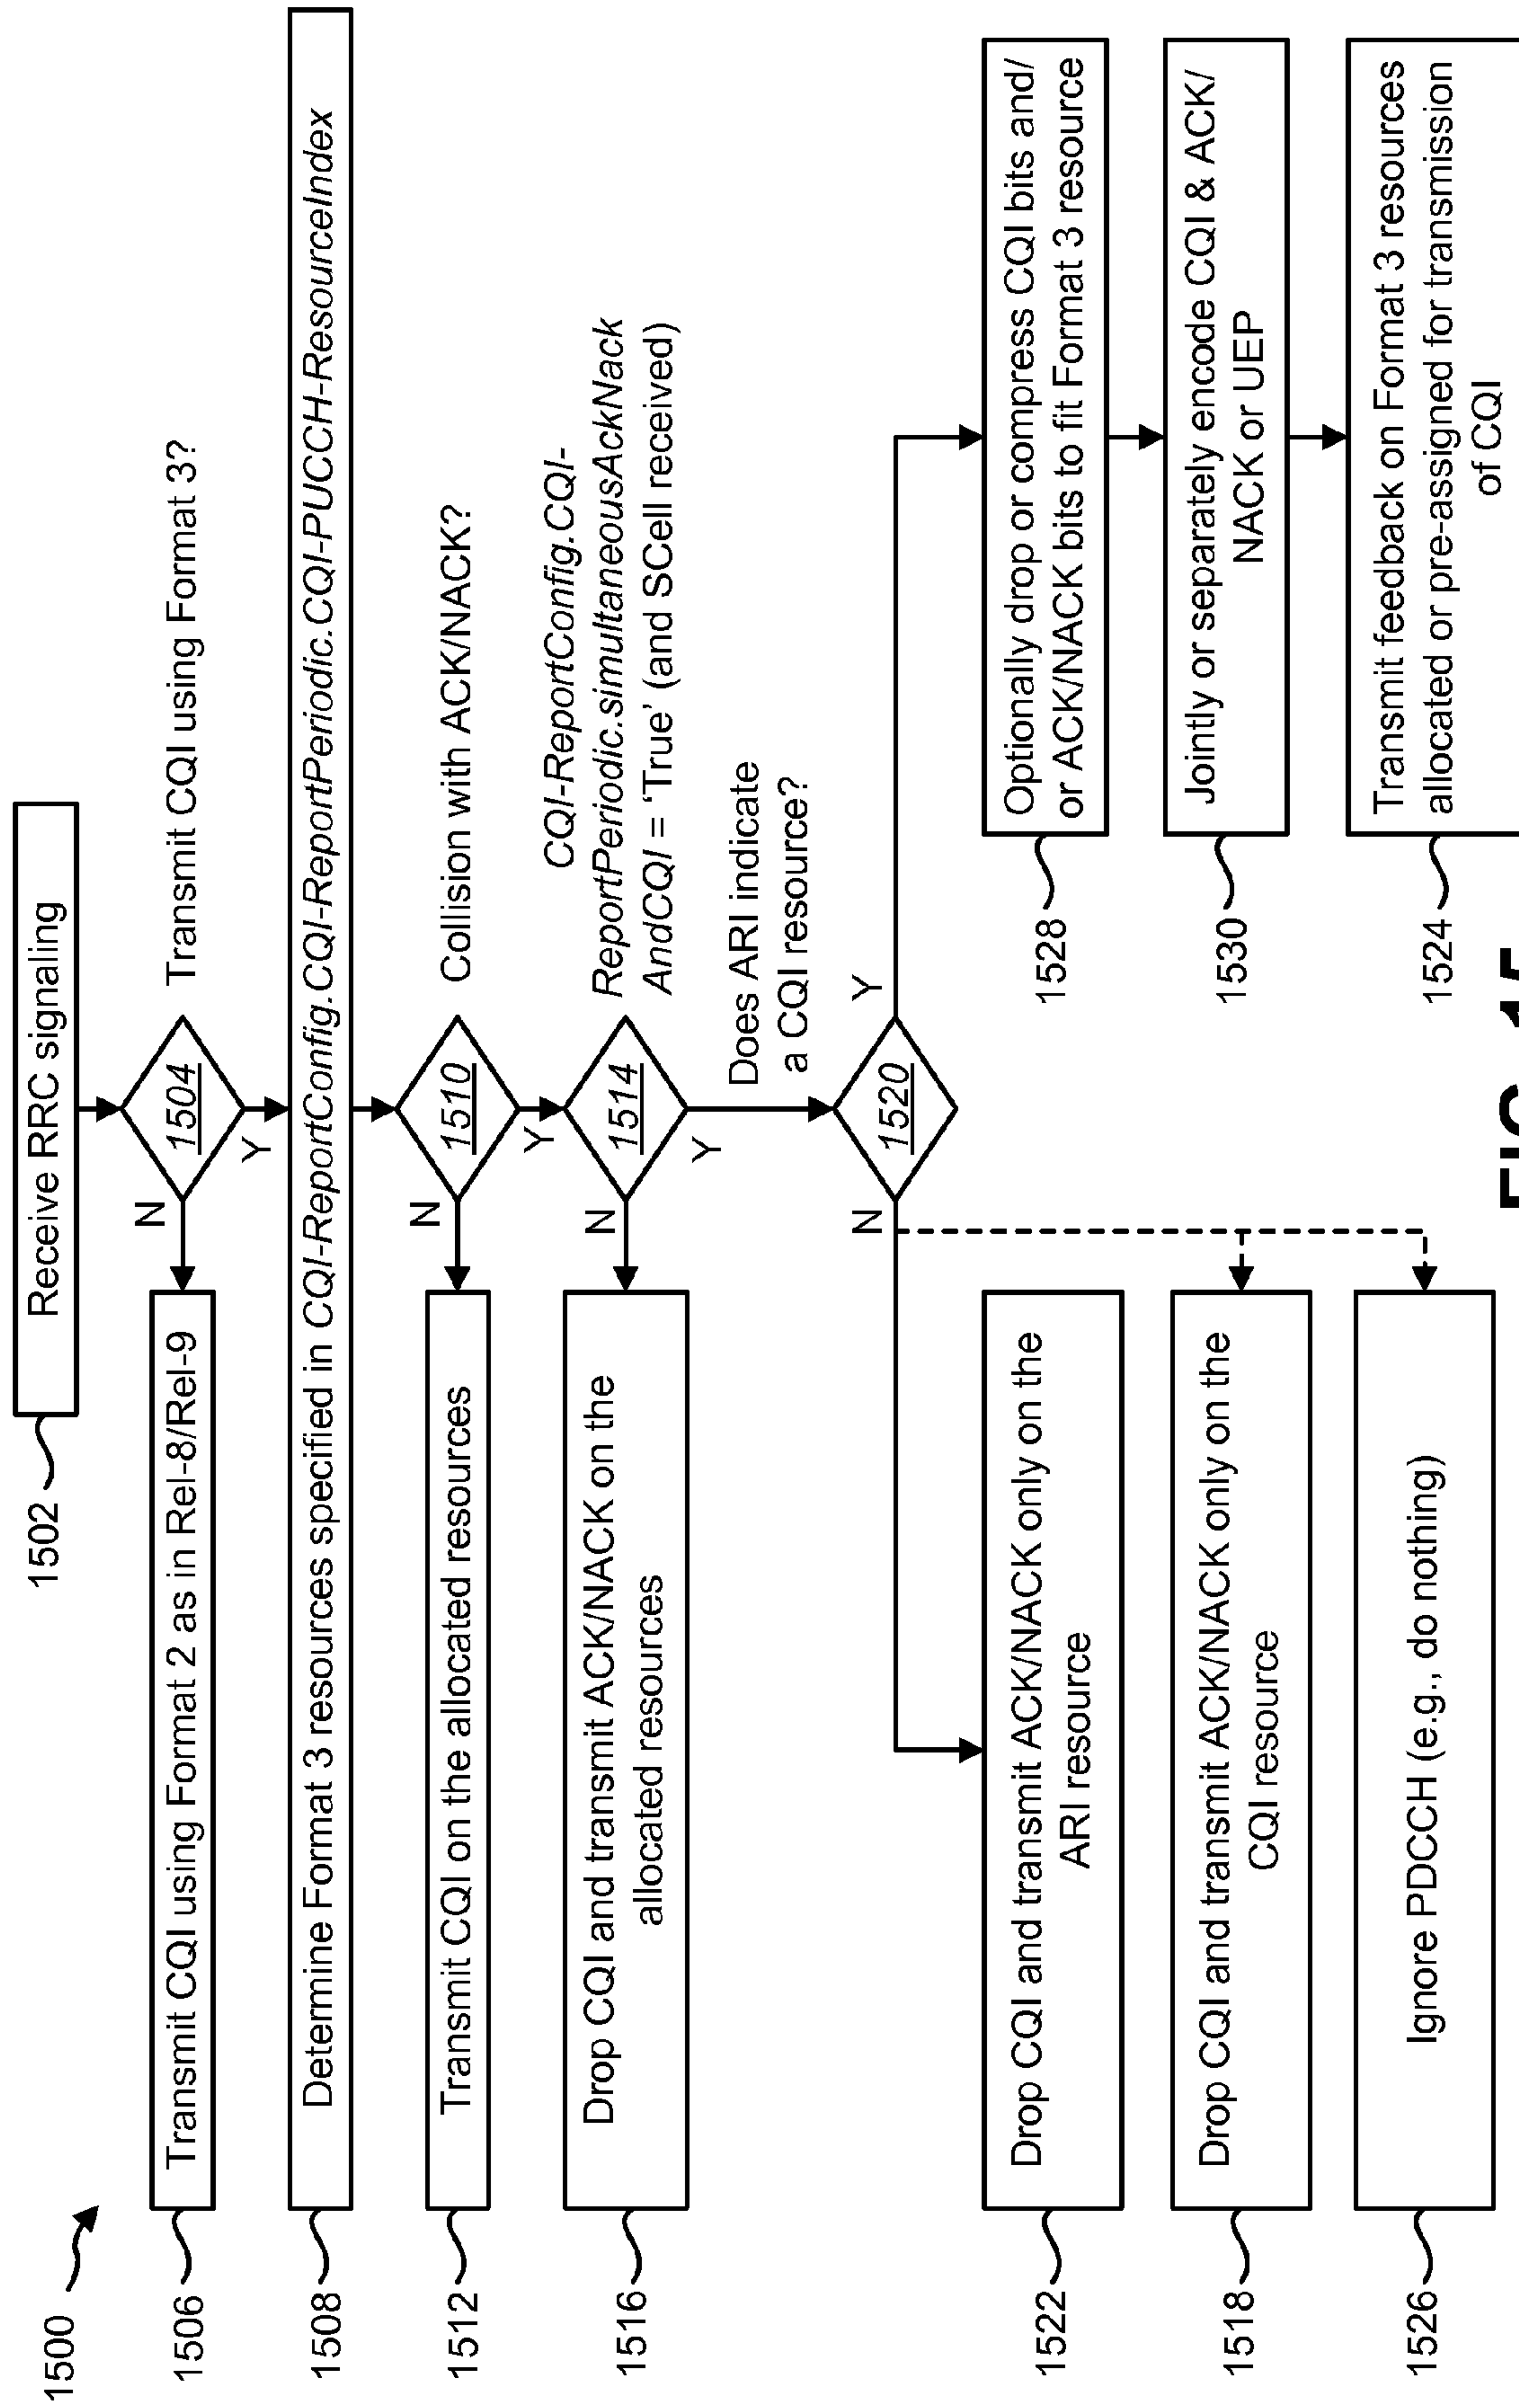 1500
1502
Receive RRC signaling
1504
Transmit CQI using Format 3?
N
Y
1506
Transmit CQI using Format 2 as in Rel-8/Rel-9
1508
Determine Format 3 resources specified in CQI-ReportConfig.CQI-ReportPeriodic.CQI-PUCCH-ResourceIndex
1510
Collision with ACK/NACK?
N
Y
1512
Transmit CQI on the allocated resources
1514
CQI-ReportConfig.CQI-
ReportPeriodic.simultaneousAckNack
AndCQI = ‘True’ (and SCell received)
N
Y
1516
Drop CQI and transmit ACK/NACK on the
allocated resources
Does ARI indicate
a CQI resource?
1520
N
Y
1522
Drop CQI and transmit ACK/NACK only on the
ARI resource
1518
Drop CQI and transmit ACK/NACK only on the
CQI resource
1526
Ignore PDCCH (e.g., do nothing)
1528
Optionally drop or compress CQI bits and/
or ACK/NACK bits to fit Format 3 resource
1530
Jointly or separately encode CQI & ACK/
NACK or UEP
1524
Transmit feedback on Format 3 resources
allocated or pre-assigned for transmission
of CQI
FIG. 15